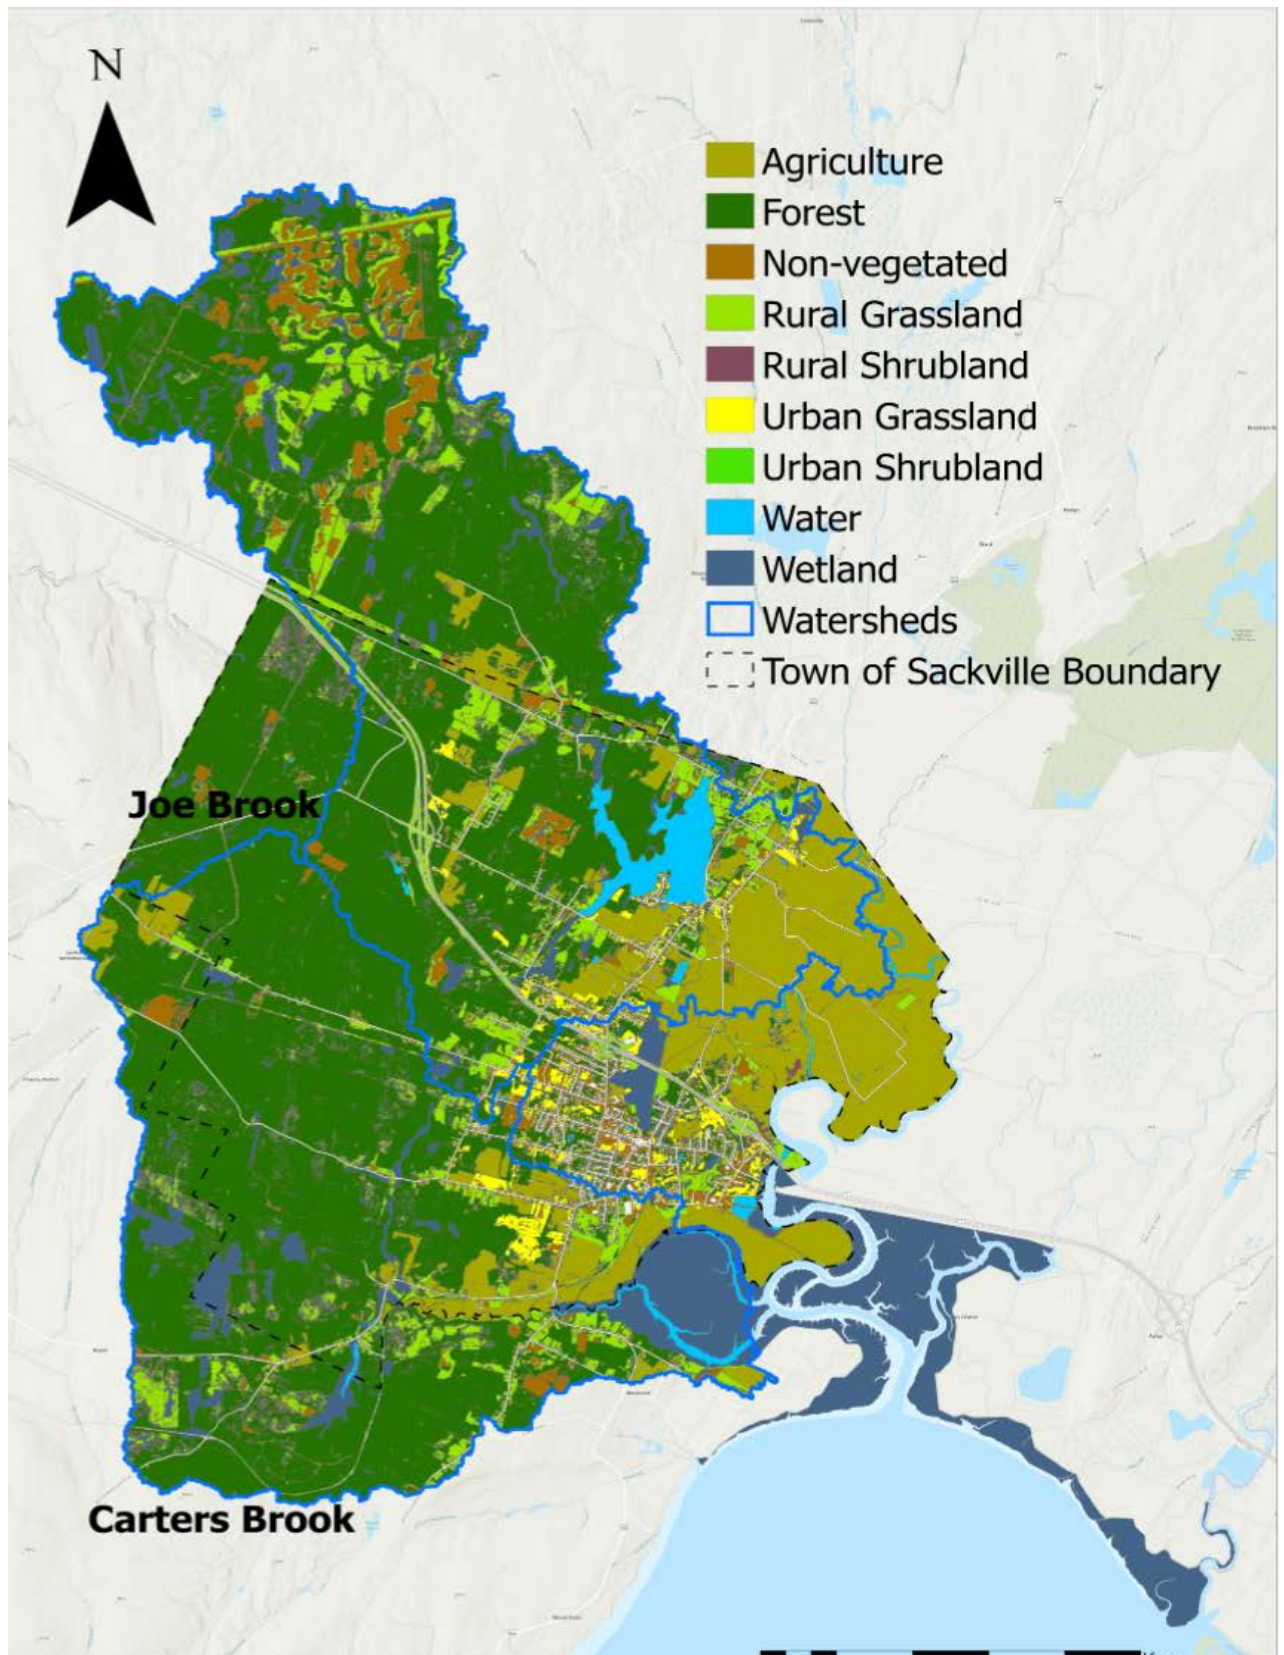 N
Agriculture
Forest
Non-vegetated
Rural Grassland
Rural Shrubland
Urban Grassland
Urban Shrubland
Water
Wetland
Watersheds
Town of Sackville Boundary
Joe Brook
Carters Brook